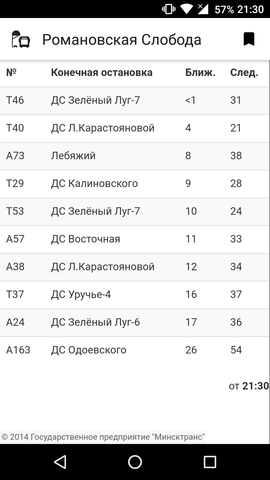 57% 21:30
Романовская Слобода
№ Конечная остановка Ближ. След.
Т46 ДС Зелёный Луг-7 <1 31
Т40 ДС Л.Карастояновой 4 21
А73 Лебяжий 8 38
Т29 ДС Калиновского 9 28
Т53 ДС Зелёный Луг-7 10 24
А57 ДС Восточная 11 33
А38 ДС Л.Карастояновой 12 34
Т37 ДС Уручье-4 16 37
А24 ДС Зелёный Луг-6 17 36
А163 ДС Одоевского 26 54
от 21:30
© 2014 Государственное предприятие "Минсктранс"